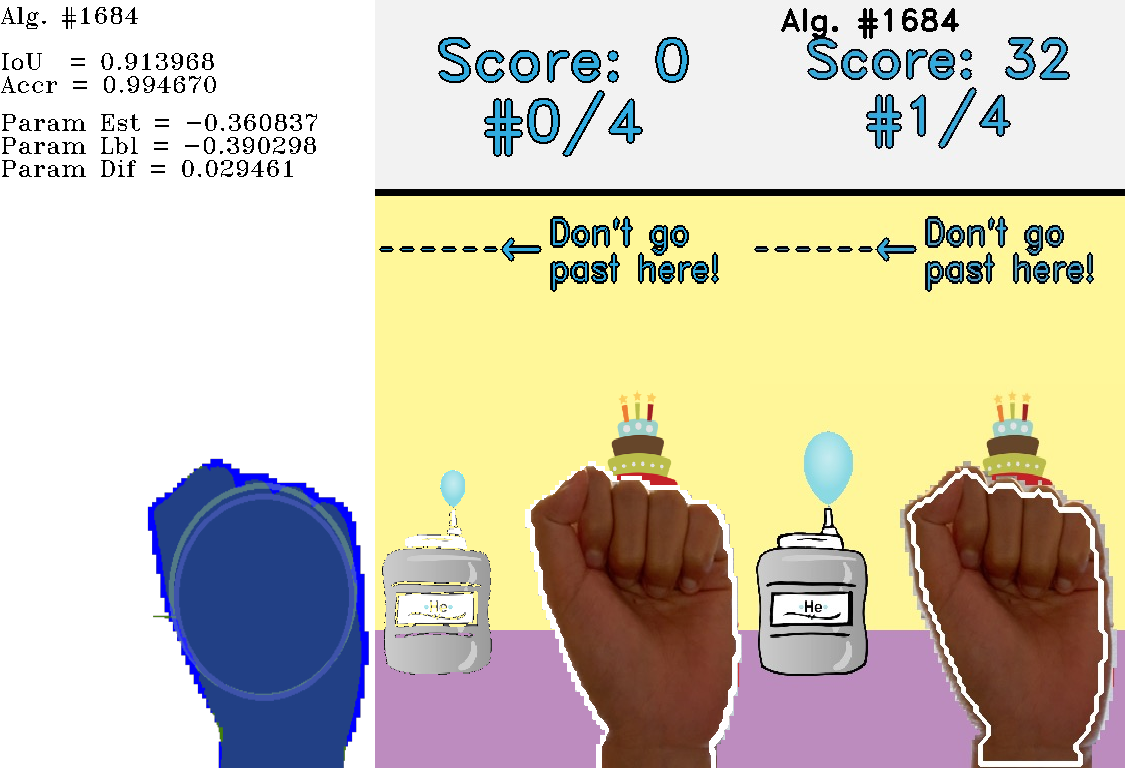 Alg. #1684
IoU = 0.913968
Accr = 0.994670
Param Est = −0.360837
Param Lbl = −0.390298
Param Dif = 0.029461
Score: 0
#0/4
Don't go
past here!
He
Alg. #1684
Score: 32
#1/4
Don't go
past here!
He